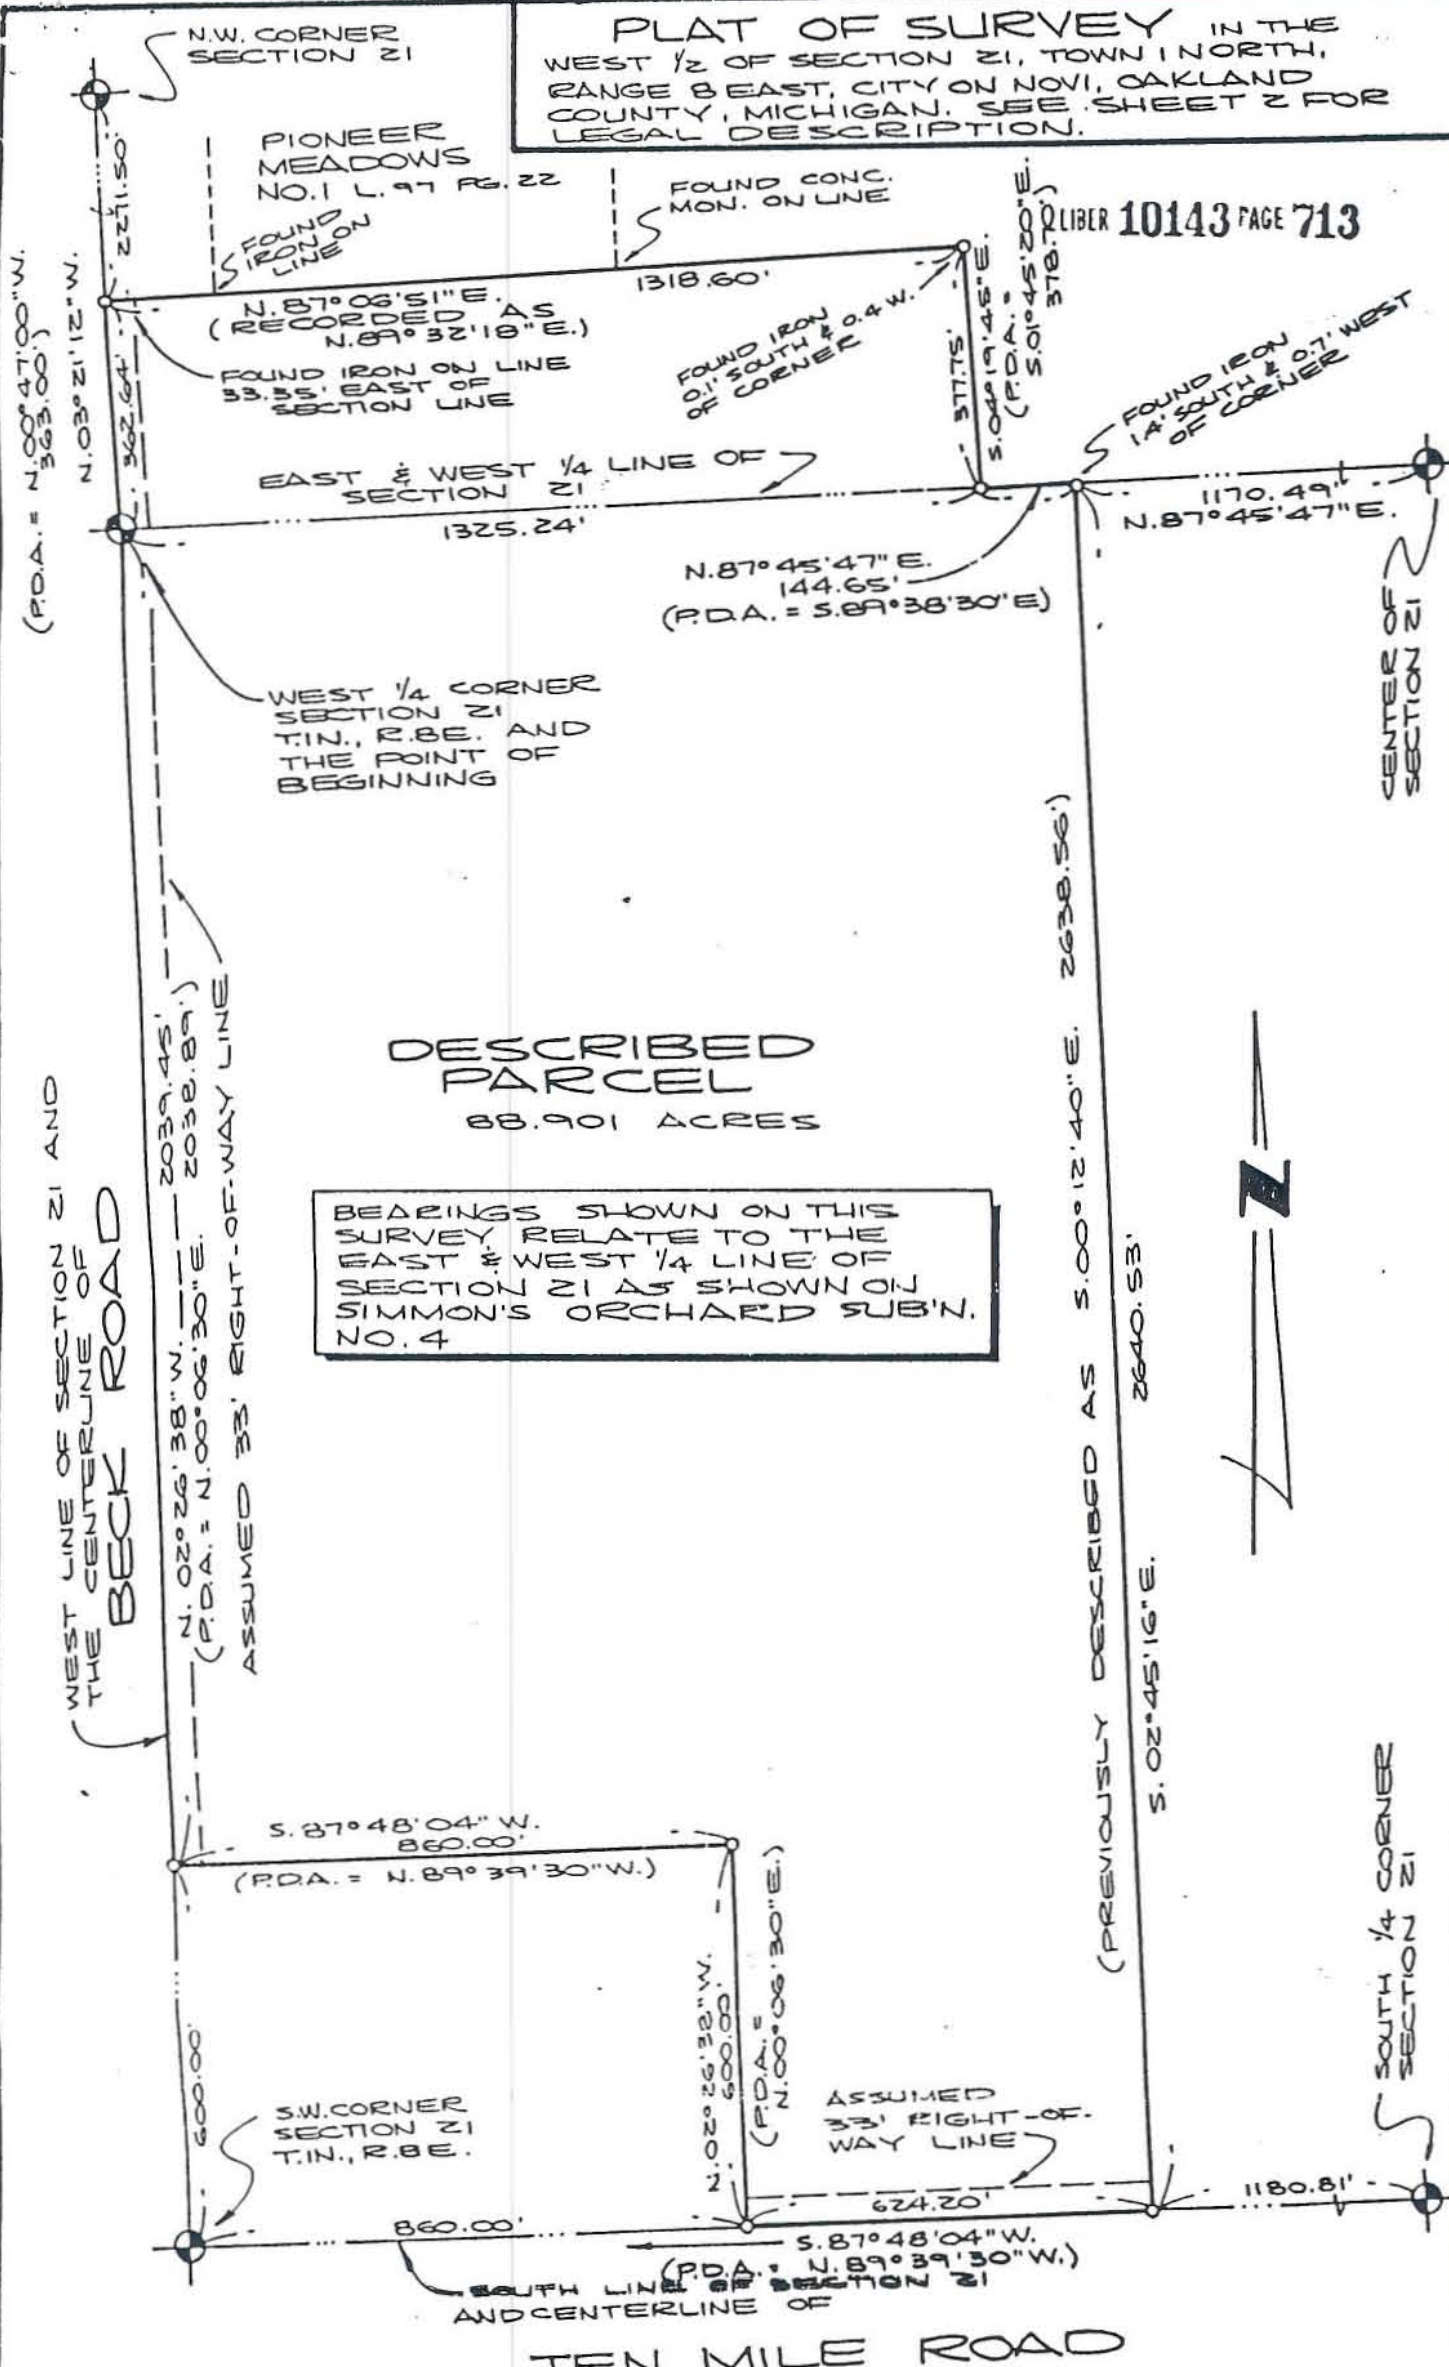 PLAT OF SURVEY IN THE
WEST 1/2 OF SECTION 21, TOWN 1 NORTH,
RANGE 8 EAST, CITY ON NOVI, OAKLAND
COUNTY, MICHIGAN. SEE SHEET 2 FOR
LEGAL DESCRIPTION.
N.W. CORNER
SECTION 21
LIBER 10143 PAGE 713
PIONEER
MEADOWS
NO.1 L.97 PG.22
FOUND
IRON ON
LINE
FOUND CONC.
MON. ON LINE
2271.50'
N.87°06'51"E.
1318.60'
(RECORDED AS
N.89°32'18"E.)
FOUND IRON ON LINE
33.35' EAST OF
SECTION LINE
(P.D.A. = N.00°47'00"W.
363.00')
N.03°21'12"W.
362.64'
FOUND IRON
0.1' SOUTH & 0.4 W.
OF CORNER
377.75'
S.04°19'45"E.
(P.D.A. =
S.01°45'20"E.
FOUND IRON
1.4' SOUTH & 0.7' WEST
OF CORNER
EAST & WEST 1/4 LINE OF
SECTION 21
1325.24'
1170.49'
N.87°45'47"E.
N.87°45'47"E.
144.65'
(P.D.A. = S.89°38'30"E)
CENTER OF
SECTION 21
WEST 1/4 CORNER
SECTION 21
T.1N., R.8E. AND
THE POINT OF
BEGINNING
DESCRIBED
PARCEL
88.901 ACRES
BEARINGS SHOWN ON THIS
SURVEY RELATE TO THE
EAST & WEST 1/4 LINE OF
SECTION 21 AS SHOWN ON
SIMMON'S ORCHARD SUB'N.
NO. 4
WEST LINE OF SECTION 21 AND
THE CENTERLINE OF
BECK ROAD
N.02°26'38"W. 2039.45'
(P.D.A. = N.00°06'30"E. 2038.89')
ASSUMED 33' RIGHT-OF-WAY LINE
(PREVIOUSLY DESCRIBED AS S.00°12'40"E. 2638.56')
S.02°45'16"E. 2640.53'
N
S.87°48'04"W.
860.00'
(P.D.A. = N.89°39'30"W.)
600.00'
N.02°26'32"W.
600.00'
(P.D.A. =
N.00°06'30"E.)
S.W. CORNER
SECTION 21
T.1N., R.8E.
ASSUMED
33' RIGHT-OF-
WAY LINE
SOUTH 1/4 CORNER
SECTION 21
860.00'
624.20'
1180.81'
S.87°48'04"W.
(P.D.A. = N.89°39'30"W.)
SOUTH LINE OF SECTION 21
AND CENTERLINE OF
TEN MILE ROAD